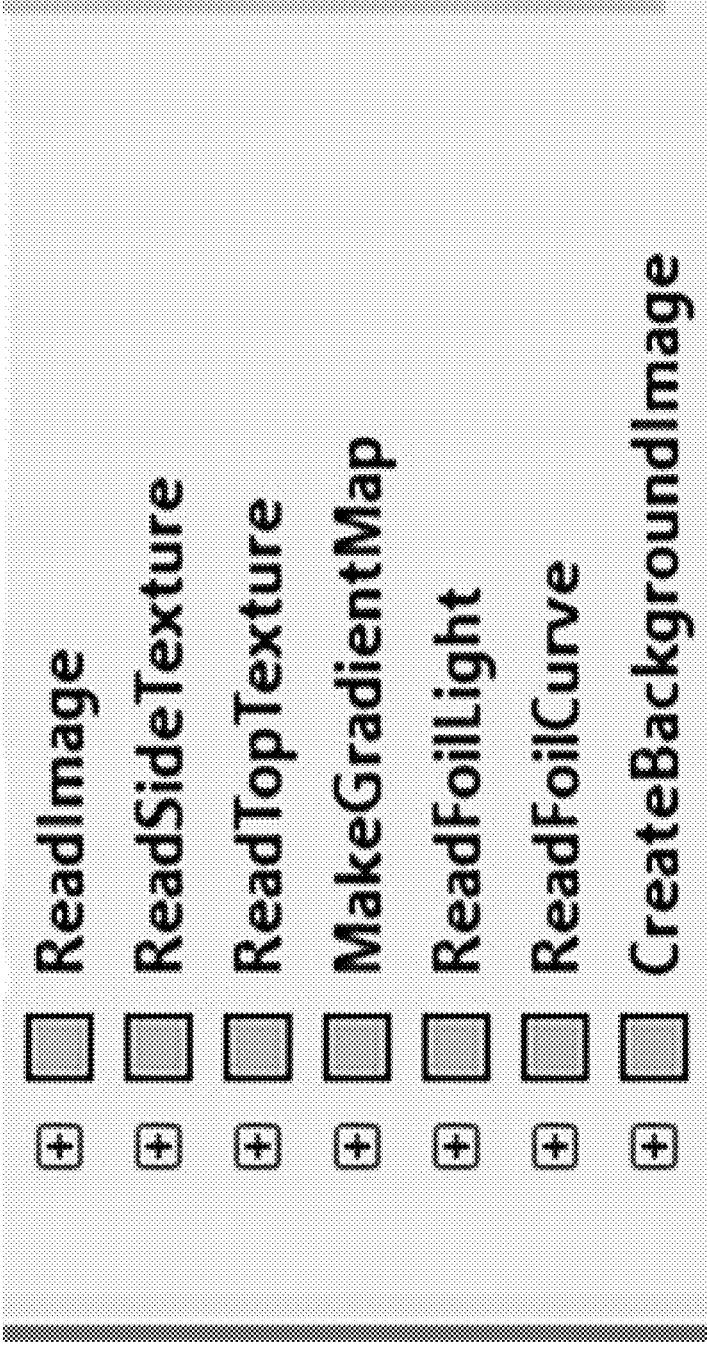 ReadImage
ReadSideTexture
ReadTopTexture
MakeGradientMap
ReadFoilLight
ReadFoilCurve
CreateBackgroundImage